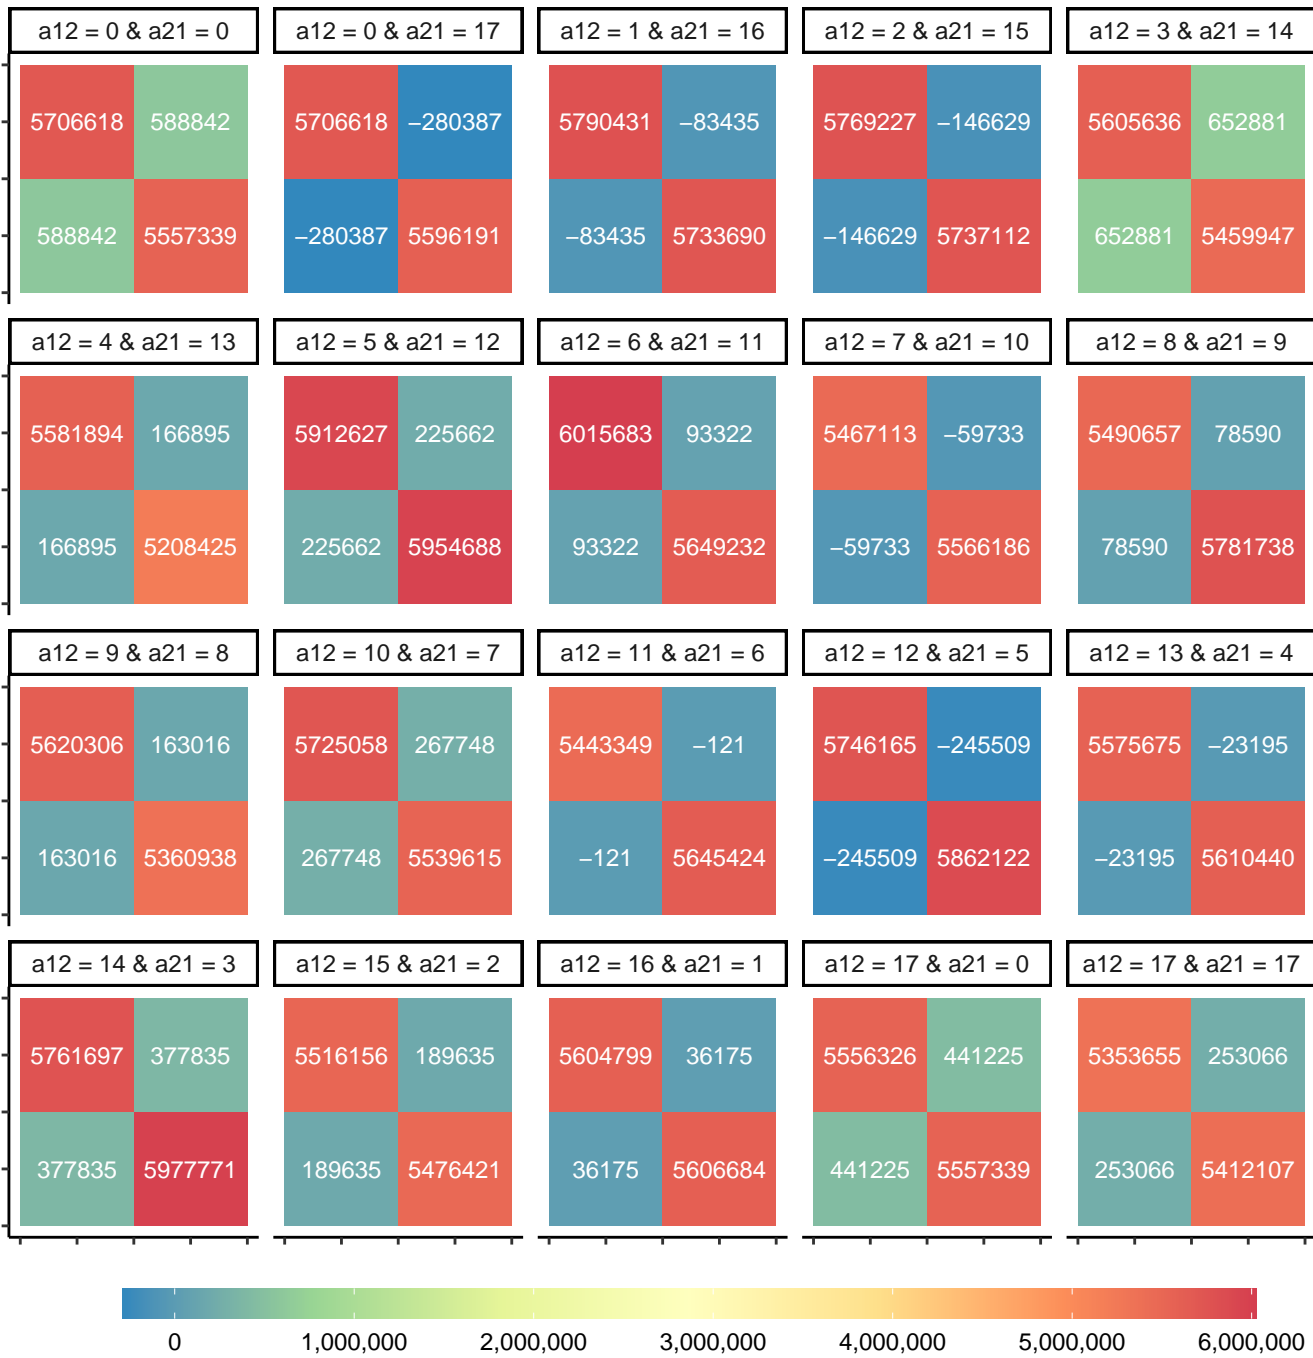 a12 = 0 & a21 = 0 a12 = 0 & a21 = 17 a12 = 1 & a21 = 16 a12 = 2 & a21 = 15 a12 = 3 & a21 = 14
5706618 588842 5706618 −280387 5790431 −83435 5769227 −146629 5605636 652881
588842 5557339 −280387 5596191 −83435 5733690 −146629 5737112 652881 5459947
a12 = 4 & a21 = 13 a12 = 5 & a21 = 12 a12 = 6 & a21 = 11 a12 = 7 & a21 = 10 a12 = 8 & a21 = 9
5581894 166895 5912627 225662 6015683 93322 5467113 −59733 5490657 78590
166895 5208425 225662 5954688 93322 5649232 −59733 5566186 78590 5781738
a12 = 9 & a21 = 8 a12 = 10 & a21 = 7 a12 = 11 & a21 = 6 a12 = 12 & a21 = 5 a12 = 13 & a21 = 4
5620306 163016 5725058 267748 5443349 −121 5746165 −245509 5575675 −23195
163016 5360938 267748 5539615 −121 5645424 −245509 5862122 −23195 5610440
a12 = 14 & a21 = 3 a12 = 15 & a21 = 2 a12 = 16 & a21 = 1 a12 = 17 & a21 = 0 a12 = 17 & a21 = 17
5761697 377835 5516156 189635 5604799 36175 5556326 441225 5353655 253066
377835 5977771 189635 5476421 36175 5606684 441225 5557339 253066 5412107
0 1,000,000 2,000,000 3,000,000 4,000,000 5,000,000 6,000,000